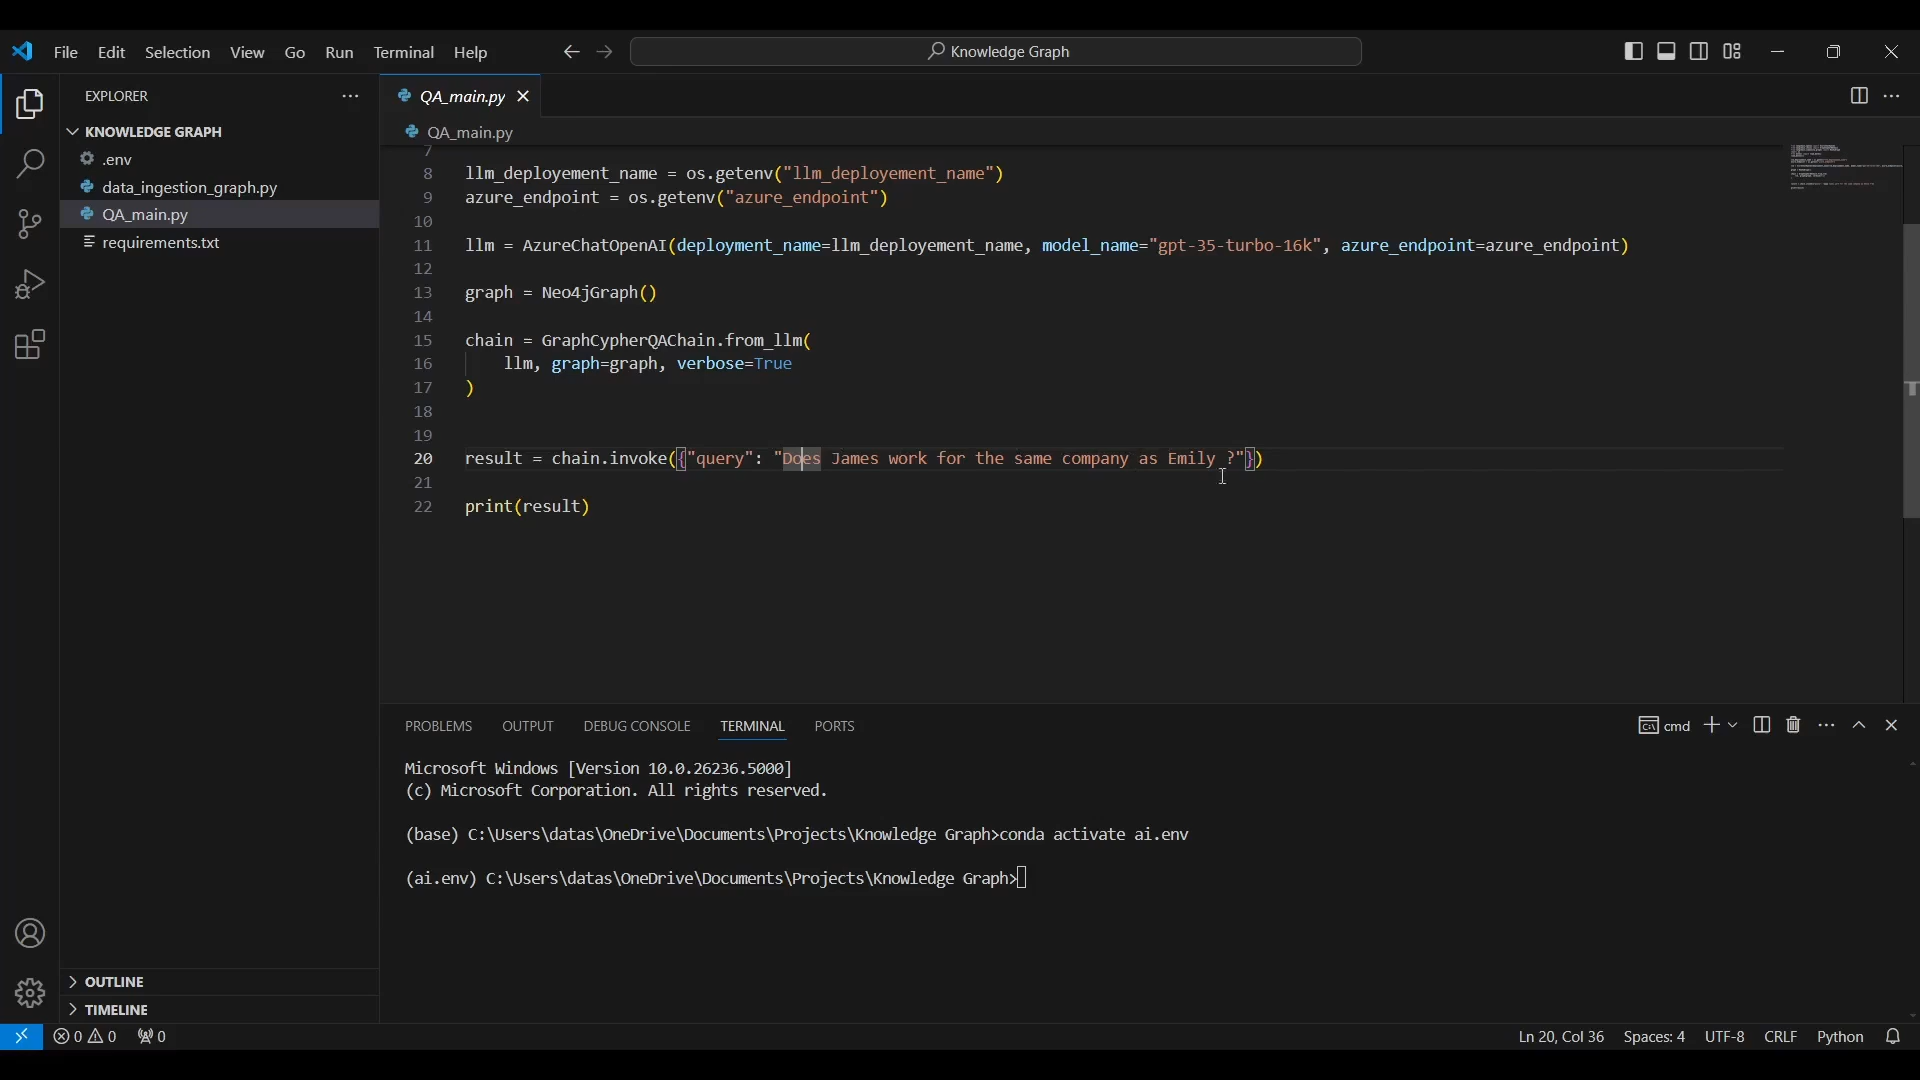 File Edit Selection View Go Run Terminal Help
Knowledge Graph
EXPLORER
KNOWLEDGE GRAPH
.env
data_ingestion_graph.py
QA_main.py
requirements.txt
OUTLINE
TIMELINE
QA_main.py
QA_main.py
7
8 llm_deployement_name = os.getenv("llm_deployement_name")
9 azure_endpoint = os.getenv("azure_endpoint")
10
11 llm = AzureChatOpenAI(deployment_name=llm_deployement_name, model_name="gpt-35-turbo-16k", azure_endpoint=azure_endpoint)
12
13 graph = Neo4jGraph()
14
15 chain = GraphCypherQAChain.from_llm(
16 llm, graph=graph, verbose=True
17 )
18
19
20 result = chain.invoke({"query": "Does James work for the same company as Emily ?"})
21
22 print(result)
PROBLEMS OUTPUT DEBUG CONSOLE TERMINAL PORTS
cmd
Microsoft Windows [Version 10.0.26236.5000]
(c) Microsoft Corporation. All rights reserved.
(base) C:\Users\datas\OneDrive\Documents\Projects\Knowledge Graph>conda activate ai.env
(ai.env) C:\Users\datas\OneDrive\Documents\Projects\Knowledge Graph>
0 0 0
Ln 20, Col 36 Spaces: 4 UTF-8 CRLF Python